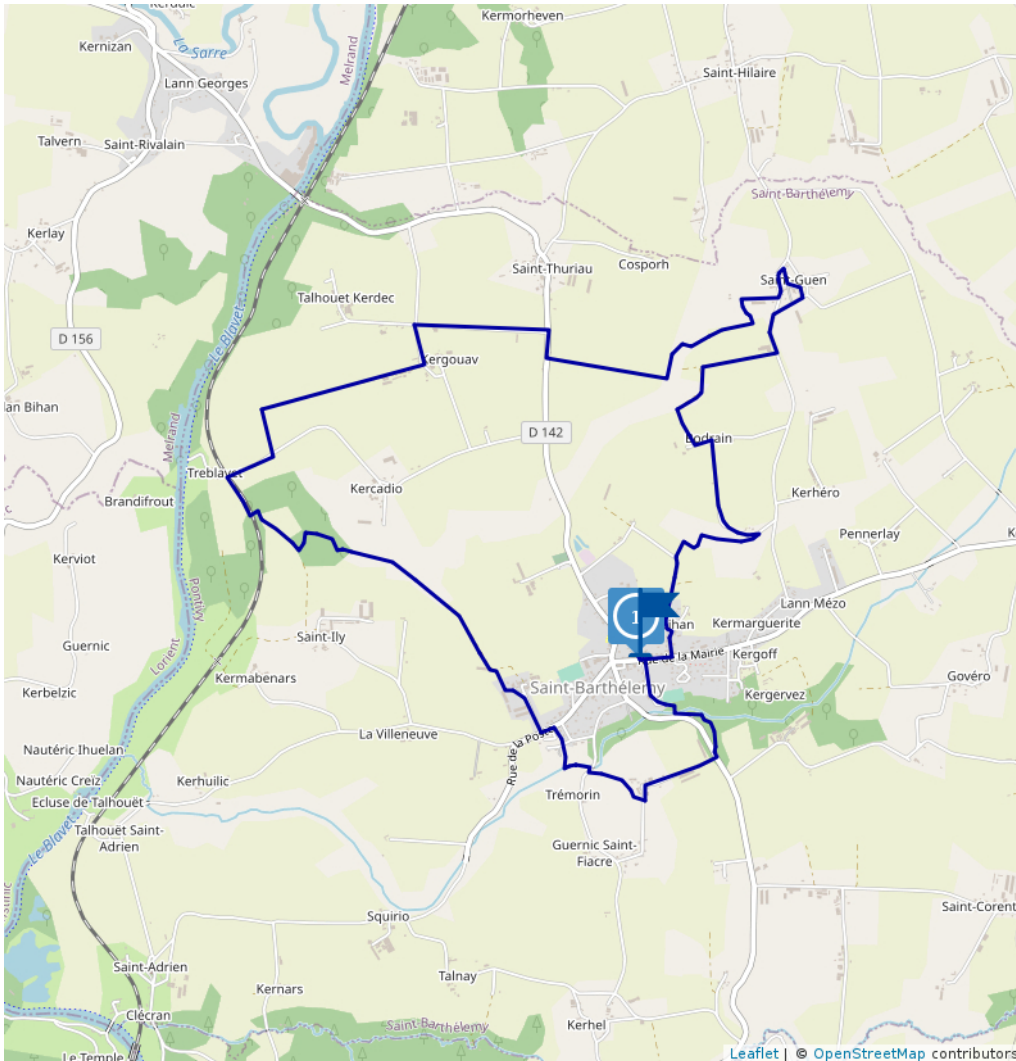 Kermorheven
Kernizan
La Sarre
Melrand
Saint-Hilaire
Lann Georges
Talvern
Saint-Rivalain
Saint-Barthélemy
Kerlay
Saint-Thuriau
Cosporh
Saint-Guen
Talhouet Kerdec
D 156
Le Blavet
Kergouav
Melrand
D 142
Treblavet
Kercadio
Brandifrout
Kerhéro
Pennerlay
Kerviot
Pontivy
Lann Mézo
1
Kermarguerite
Saint-Ily
Guernic
Lorient
Rue de la Mairie
Kergoff
Kermabenars
Govéro
Kerbelzic
Saint-Barthélemy
Kergervez
La Villeneuve
Rue de la Poste
Nautéric Ihuelan
Nautéric Creiz
Kerhuilic
Ecluse de Talhouët
Trémorin
Talhouët Saint-
Adrien
Le Blavet
Guernic Saint-
Fiacre
Squirio
Saint-Corent
Saint-Adrien
Talnay
Kernars
Clécran
Saint Barthélemy
Kerhel
Le Temple
Leaflet | © OpenStreetMap contributors